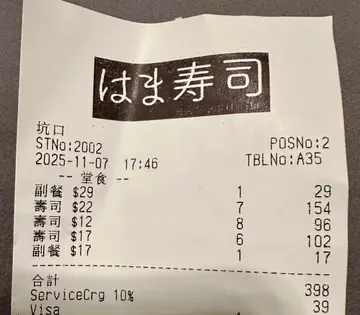 はま寿司
坑口
STNo:2002 POSNo:2
2025-11-07 17:46 TBLNo:A35
-- 堂食 --
副餐 $29 1 29
壽司 $22 7 154
壽司 $12 8 96
壽司 $17 6 102
副餐 $17 1 17
合計 398
ServiceCrg 10% 39
Visa